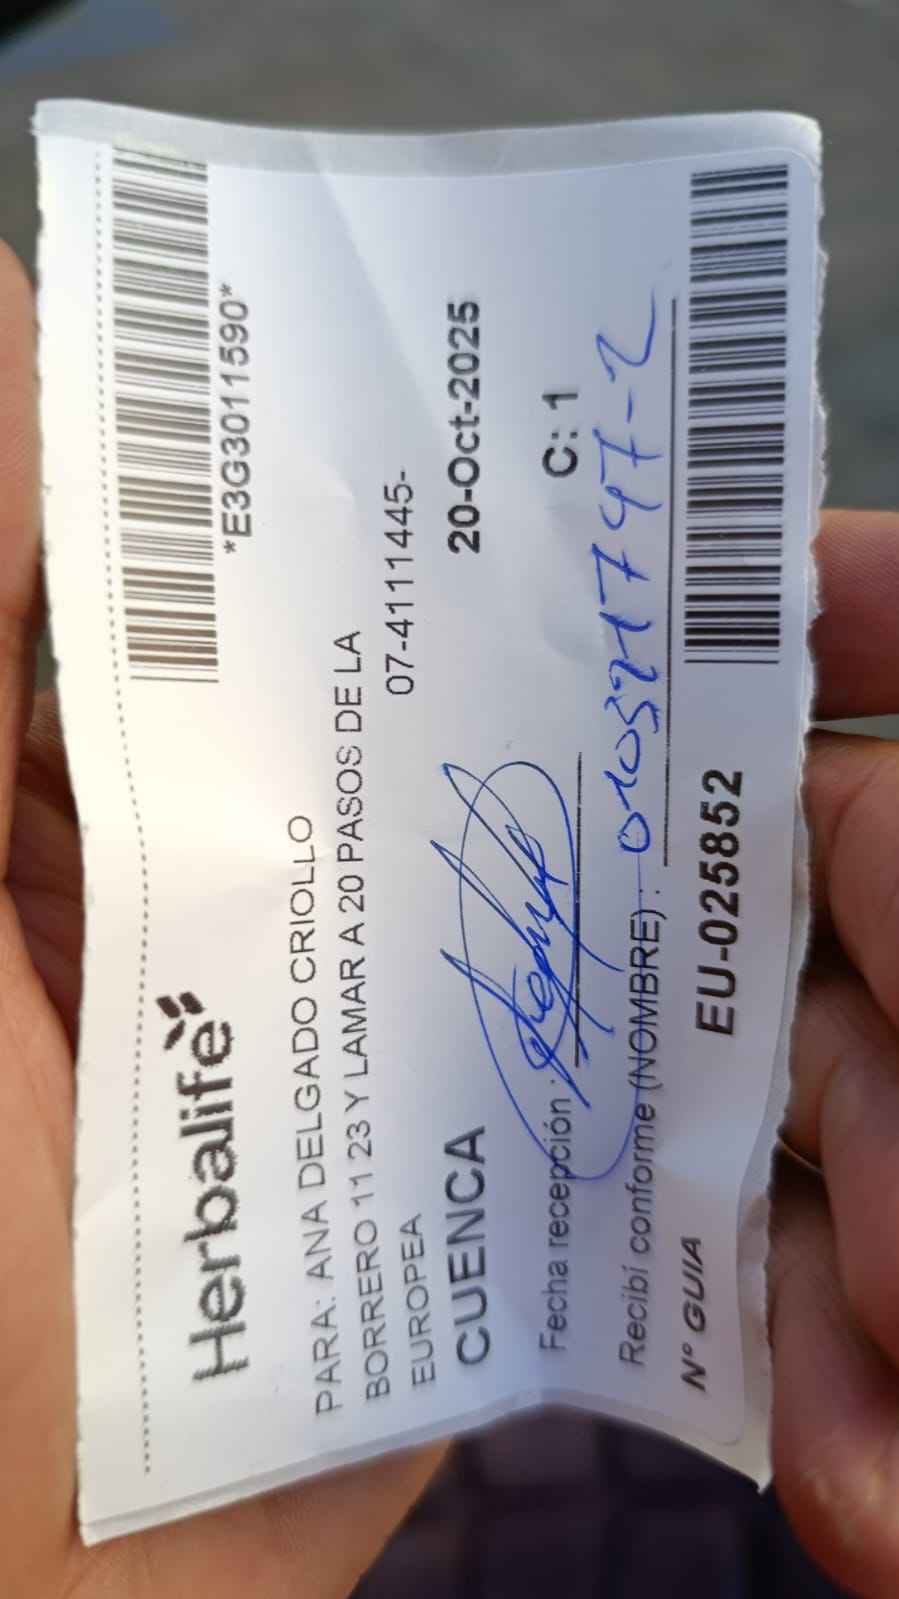 Herbalife
*E3G3011590*
PARA: ANA DELGADO CRIOLLO
BORRERO 11 23 Y LAMAR A 20 PASOS DE LA
EUROPEA
07-4111445-
CUENCA
20-Oct-2025
Fecha recepción :
C: 1
Recibí conforme (NOMBRE) :
Nº GUIA
EU-025852